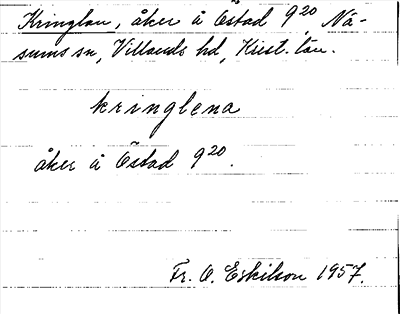 Kringlan, åker å Östad 9²⁰, Nä-
sums sn, Villands hd, Krist. län.
kringlena
åker å Östad 9²⁰.
Fr. O. Eskilson 1957.